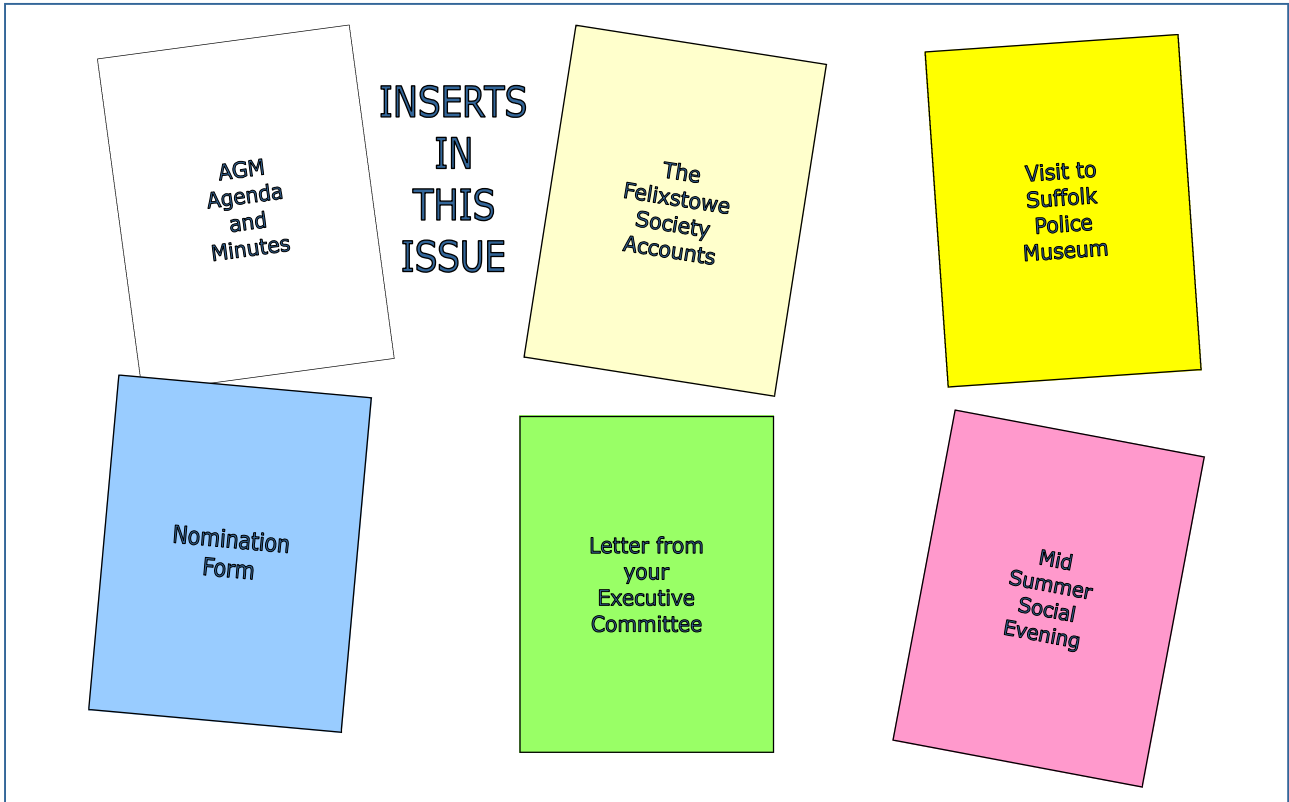 AGM
Agenda
and
Minutes
INSERTS
IN
THIS
ISSUE
The
Felixstowe
Society
Accounts
Visit to
Suffolk
Police
Museum
Nomination
Form
Letter from
your
Executive
Committee
Mid
Summer
Social
Evening